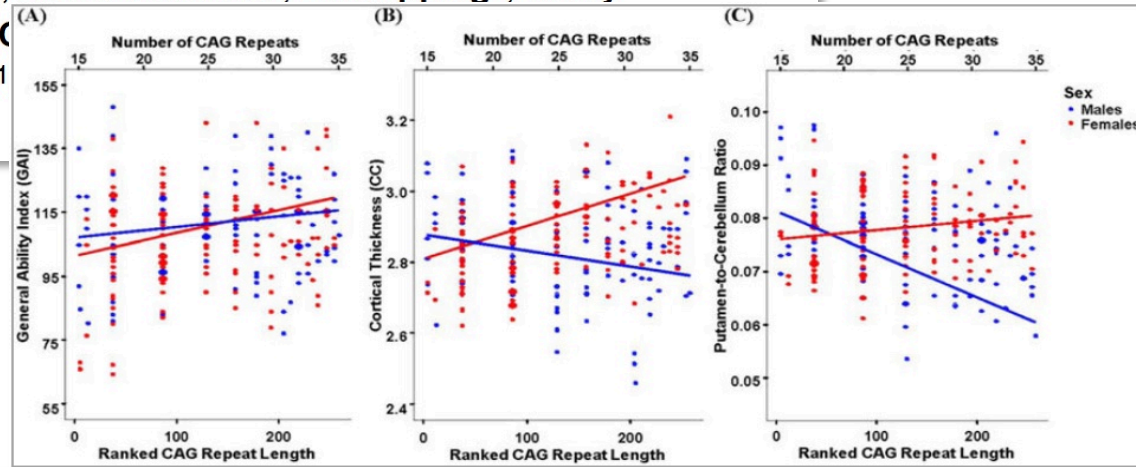 (A)
Number of CAG Repeats
15 20 25 30 35
155
135
115
95
75
55
General Ability Index (GAI)
0 100 200
Ranked CAG Repeat Length
(B)
Number of CAG Repeats
15 20 25 30 35
3.2
3.0
2.8
2.6
2.4
Cortical Thickness (CC)
0 100 200
Ranked CAG Repeat Length
(C)
Number of CAG Repeats
15 20 25 30 35
0.10
0.09
0.08
0.07
0.06
0.05
Putamen-to-Cerebellum Ratio
0 100 200
Ranked CAG Repeat Length
Sex
Males
Females